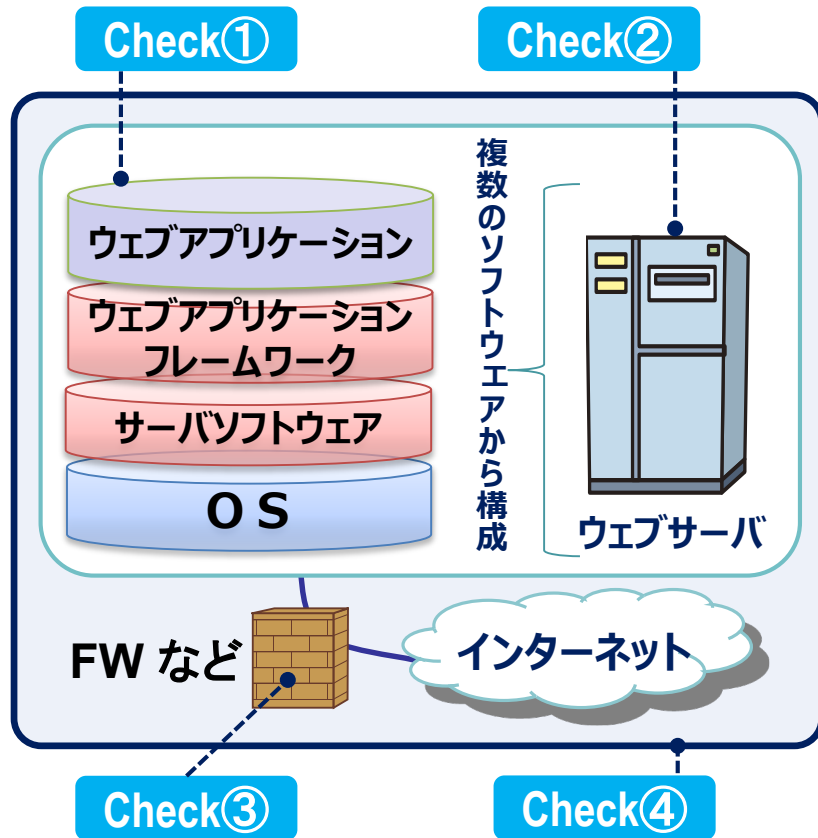 Check①
Check②
ウェブアプリケーション
ウェブアプリケーション
フレームワーク
サーバソフトウェア
ＯＳ
複数のソフトウエアから構成
ウェブサーバ
FW など
インターネット
Check③
Check④